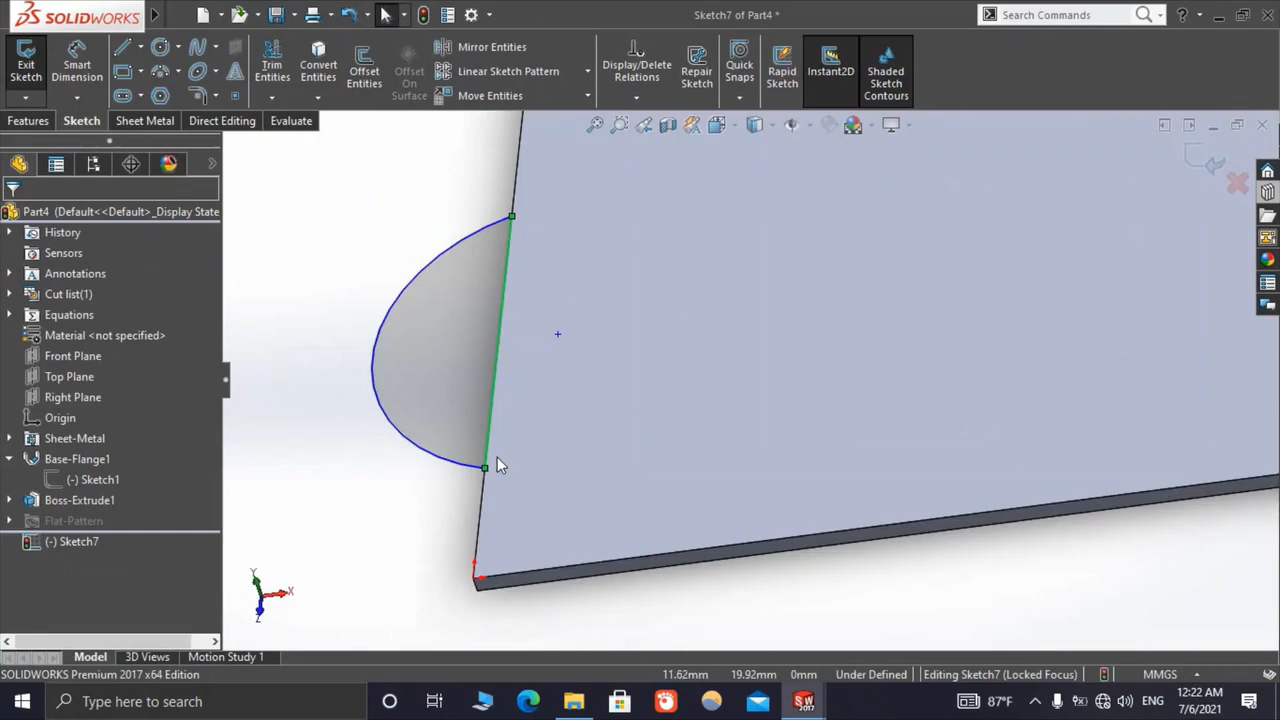 SOLIDWORKS
Sketch7 of Part4 *
Search Commands
Exit Sketch
Smart Dimension
Trim Entities
Convert Entities
Offset Entities
Offset On Surface
Mirror Entities
Linear Sketch Pattern
Move Entities
Display/Delete Relations
Repair Sketch
Quick Snaps
Rapid Sketch
Instant2D
Shaded Sketch Contours
Features
Sketch
Sheet Metal
Direct Editing
Evaluate
Part4 (Default<<Default>_Display State
History
Sensors
Annotations
Cut list(1)
Equations
Material <not specified>
Front Plane
Top Plane
Right Plane
Origin
Sheet-Metal
Base-Flange1
(-) Sketch1
Boss-Extrude1
Flat-Pattern
(-) Sketch7
Y
X
Z
Model
3D Views
Motion Study 1
SOLIDWORKS Premium 2017 x64 Edition
11.62mm
19.92mm
0mm
Under Defined
Editing Sketch7 (Locked Focus)
MMGS
Type here to search
SW
2017
87°F
ENG
12:22 AM
7/6/2021